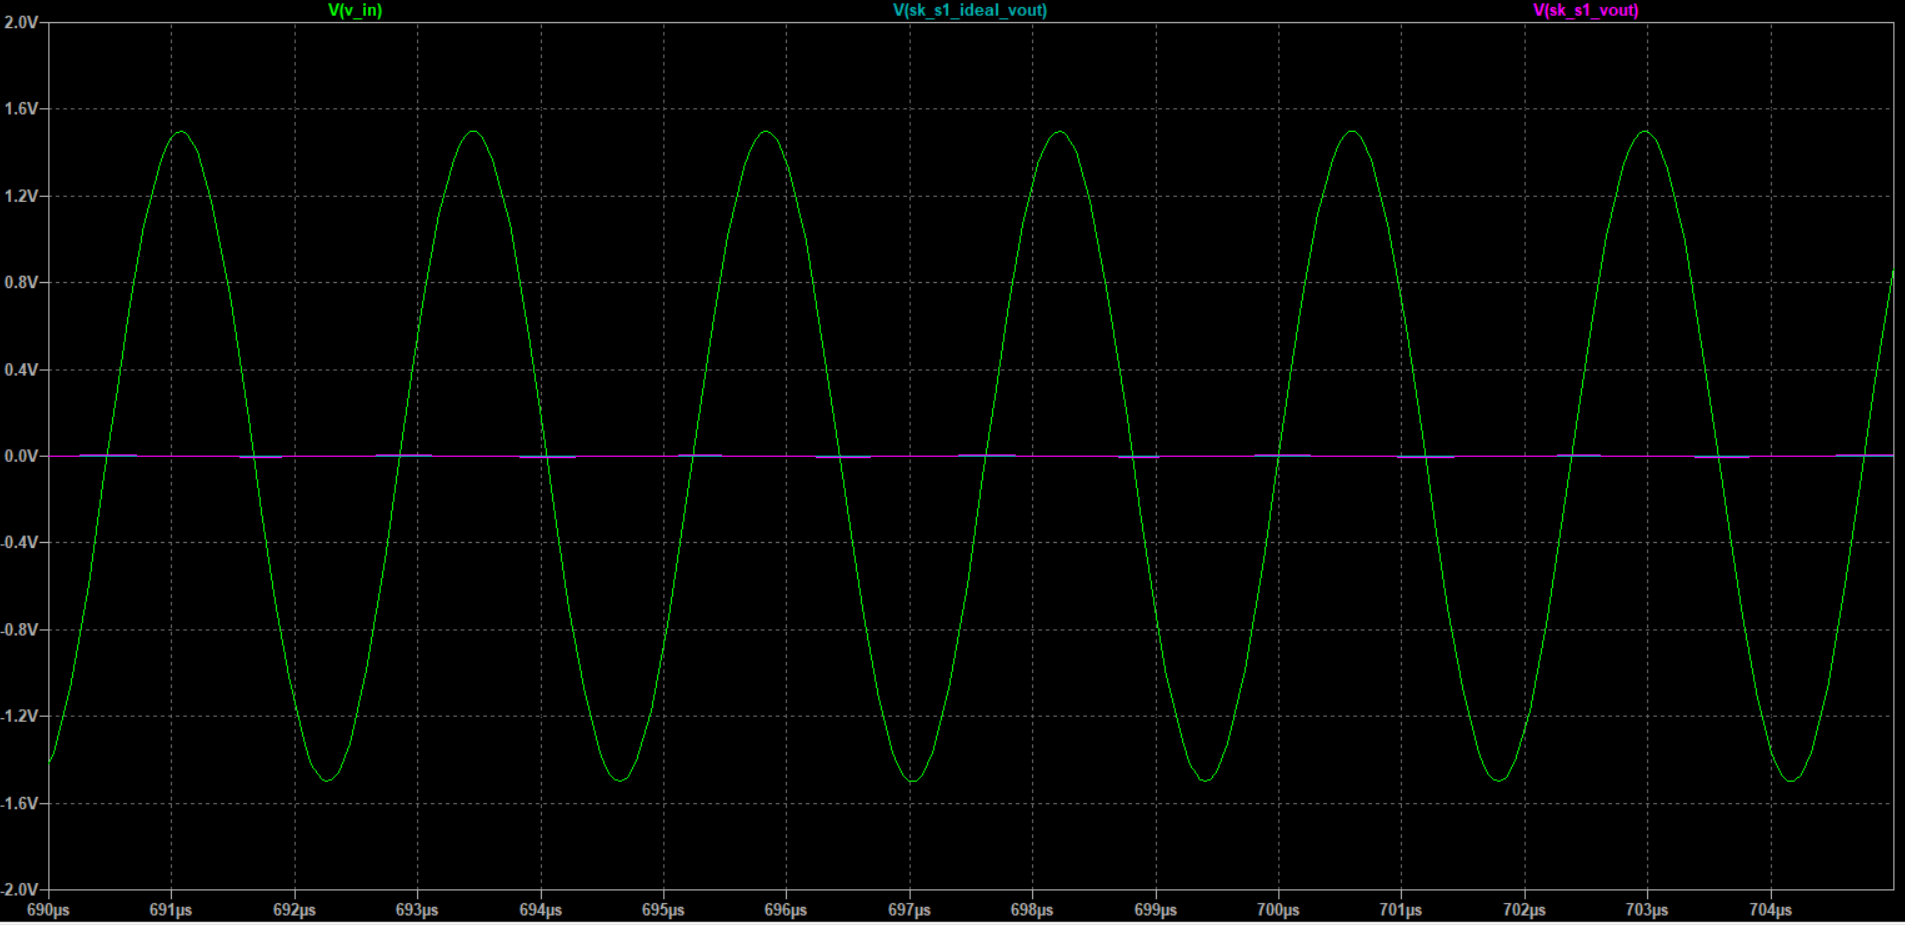 V(v_in) V(sk_s1_ideal_vout) V(sk_s1_vout)
2.0V
1.6V
1.2V
0.8V
0.4V
0.0V
-0.4V
-0.8V
-1.2V
-1.6V
-2.0V
690µs 691µs 692µs 693µs 694µs 695µs 696µs 697µs 698µs 699µs 700µs 701µs 702µs 703µs 704µs